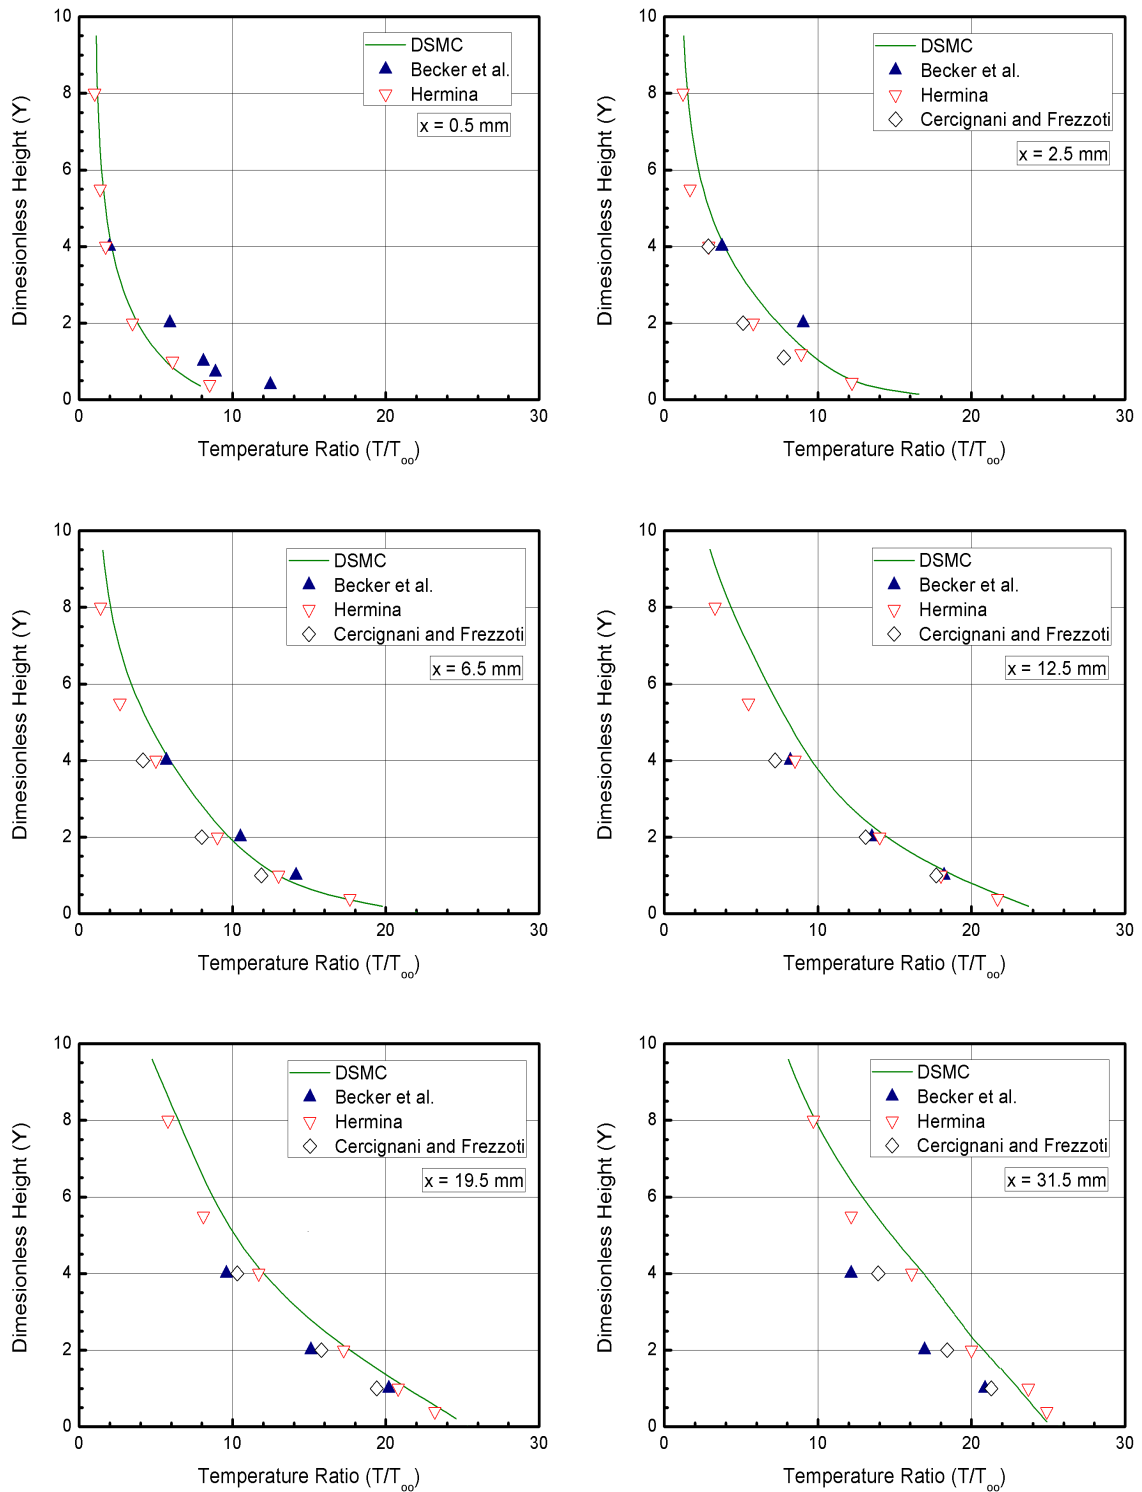 10
8
6
4
2
0
Dimesionless Height (Y)
DSMC
Becker et al.
Hermina
x = 0.5 mm
0 10 20 30
Temperature Ratio (T/Too)
10
8
6
4
2
0
Dimesionless Height (Y)
DSMC
Becker et al.
Hermina
Cercignani and Frezzoti
x = 2.5 mm
0 10 20 30
Temperature Ratio (T/Too)
10
8
6
4
2
0
Dimesionless Height (Y)
DSMC
Becker et al.
Hermina
Cercignani and Frezzoti
x = 6.5 mm
0 10 20 30
Temperature Ratio (T/Too)
10
8
6
4
2
0
Dimesionless Height (Y)
DSMC
Becker et al.
Hermina
Cercignani and Frezzoti
x = 12.5 mm
0 10 20 30
Temperature Ratio (T/Too)
10
8
6
4
2
0
Dimesionless Height (Y)
DSMC
Becker et al.
Hermina
Cercignani and Frezzoti
x = 19.5 mm
0 10 20 30
Temperature Ratio (T/Too)
10
8
6
4
2
0
Dimesionless Height (Y)
DSMC
Becker et al.
Hermina
Cercignani and Frezzoti
x = 31.5 mm
0 10 20 30
Temperature Ratio (T/Too)